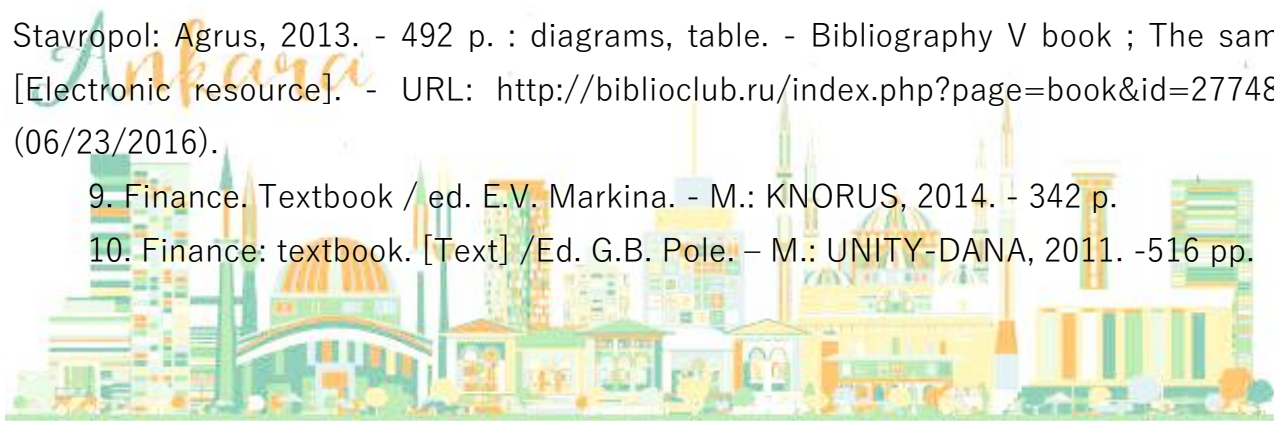 Stavropol: Agrus, 2013. - 492 p. : diagrams, table. - Bibliography V book ; The sam
[Electronic resource]. - URL: http://biblioclub.ru/index.php?page=book&id=27748
(06/23/2016).
9. Finance. Textbook / ed. E.V. Markina. - M.: KNORUS, 2014. - 342 p.
10. Finance: textbook. [Text] /Ed. G.B. Pole. – M.: UNITY-DANA, 2011. -516 pp.
Ankara